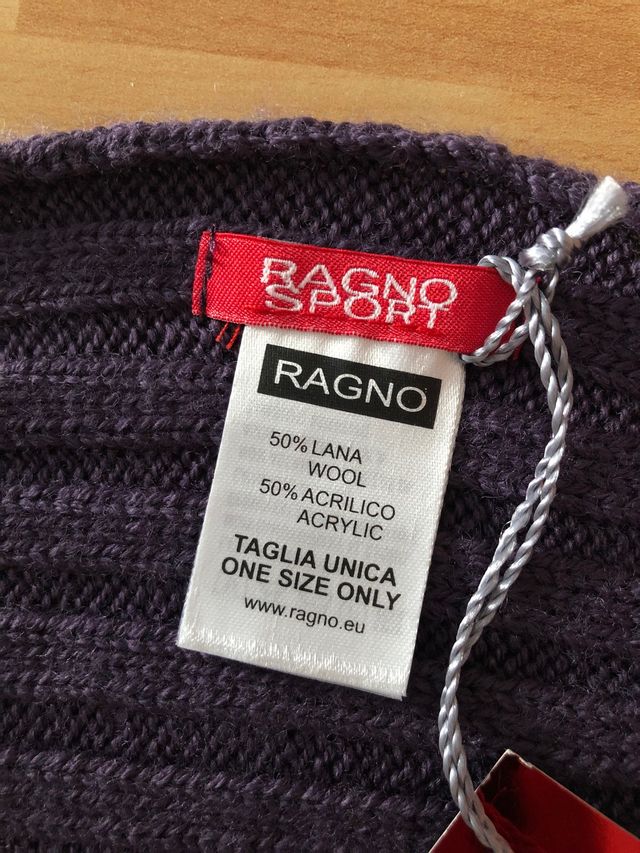 RAGNO
SPORT
RAGNO
50% LANA
WOOL
50% ACRILICO
ACRYLIC
TAGLIA UNICA
ONE SIZE ONLY
www.ragno.eu